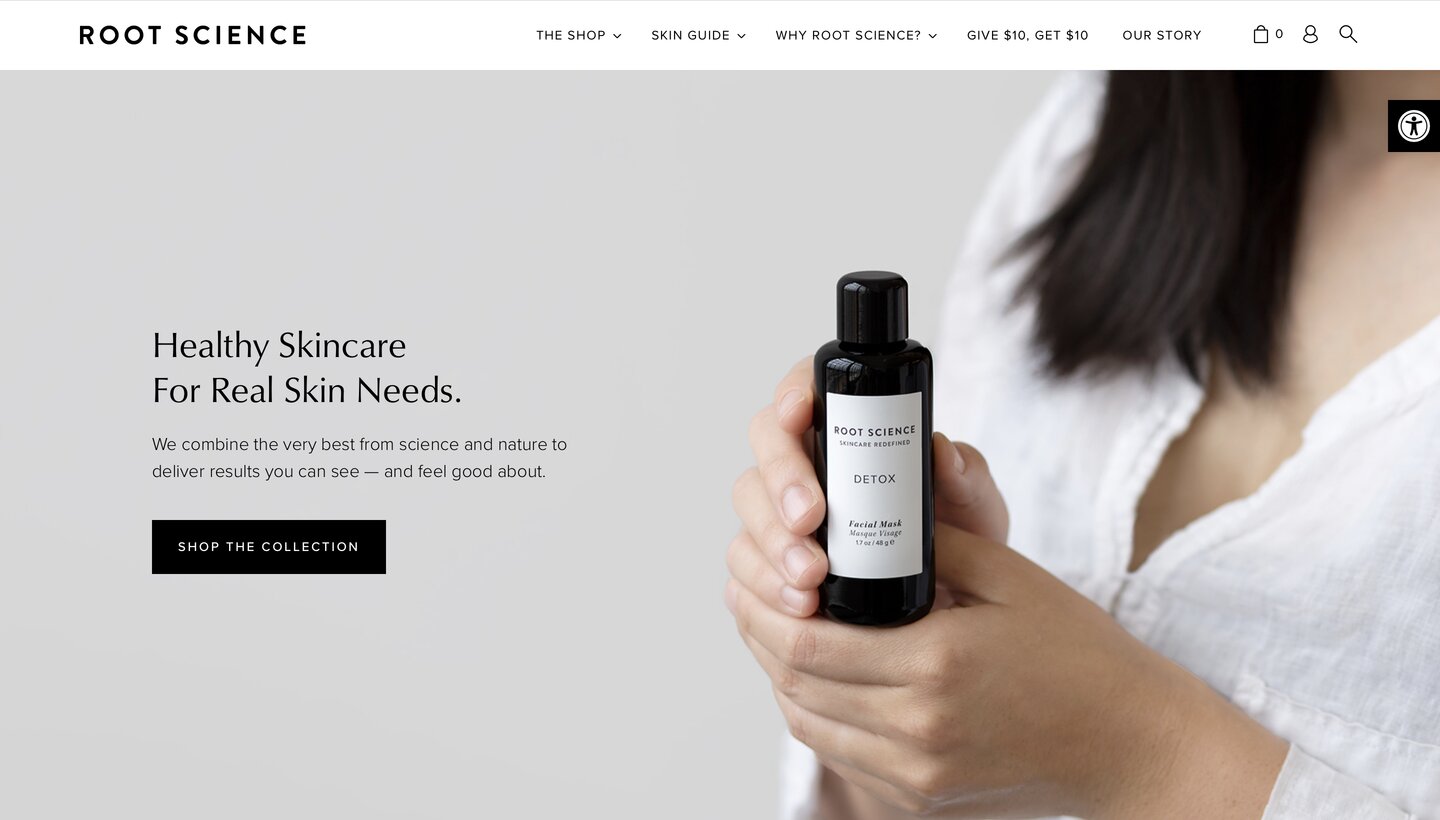 ROOT SCIENCE
THE SHOP
SKIN GUIDE
WHY ROOT SCIENCE?
GIVE $10, GET $10
OUR STORY
0
Healthy Skincare
For Real Skin Needs.
We combine the very best from science and nature to
deliver results you can see — and feel good about.
SHOP THE COLLECTION
ROOT SCIENCE
SKINCARE REDEFINED
DETOX
Facial Mask
Masque Visage
1.7 oz / 48 g ℮